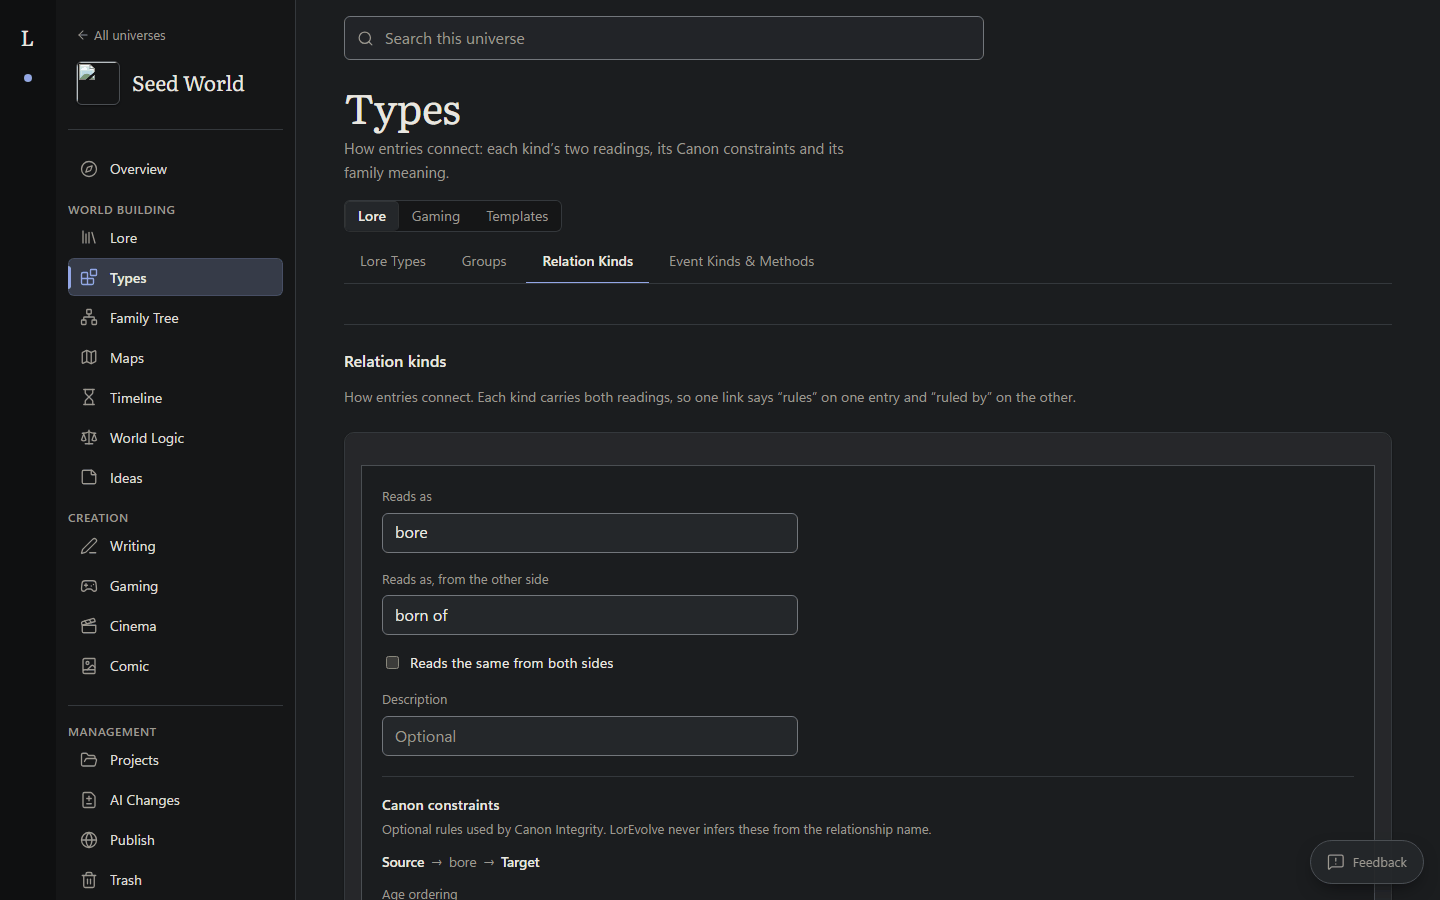 L
All universes
Seed World
Overview
WORLD BUILDING
Lore
Types
Family Tree
Maps
Timeline
World Logic
Ideas
CREATION
Writing
Gaming
Cinema
Comic
MANAGEMENT
Projects
AI Changes
Publish
Trash
Search this universe
Types
How entries connect: each kind’s two readings, its Canon constraints and its
family meaning.
Lore Gaming Templates
Lore Types Groups Relation Kinds Event Kinds & Methods
Relation kinds
How entries connect. Each kind carries both readings, so one link says “rules” on one entry and “ruled by” on the other.
Reads as
bore
Reads as, from the other side
born of
Reads the same from both sides
Description
Optional
Canon constraints
Optional rules used by Canon Integrity. LorEvolve never infers these from the relationship name.
Source → bore → Target
Age ordering
Feedback